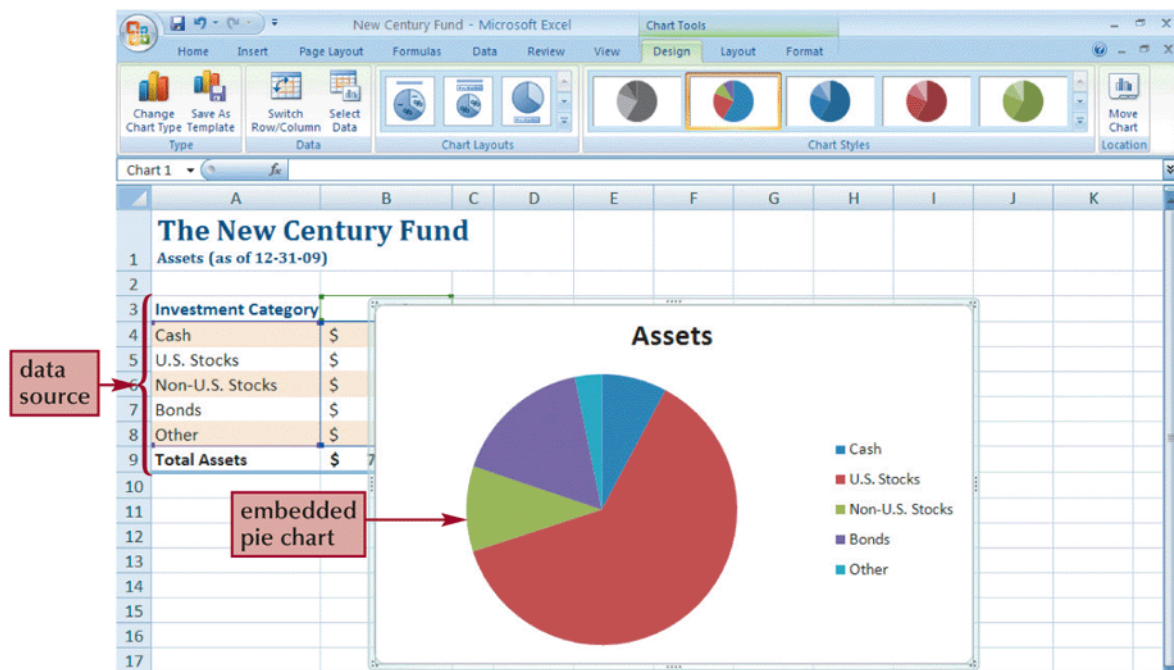 New Century Fund - Microsoft Excel
Chart Tools
Home Insert Page Layout Formulas Data Review View Design Layout Format
Change Chart Type
Save As Template
Switch Row/Column
Select Data
Move Chart
Type Data Chart Layouts Chart Styles Location
Chart 1 fx
A B C D E F G H I J K
The New Century Fund
1 Assets (as of 12-31-09)
2
3 Investment Category
4 Cash $
5 U.S. Stocks $
6 Non-U.S. Stocks $
7 Bonds $
8 Other $
9 Total Assets $ 7
10
11
12
13
14
15
16
17
data
source
embedded
pie chart
Assets
Cash
U.S. Stocks
Non-U.S. Stocks
Bonds
Other